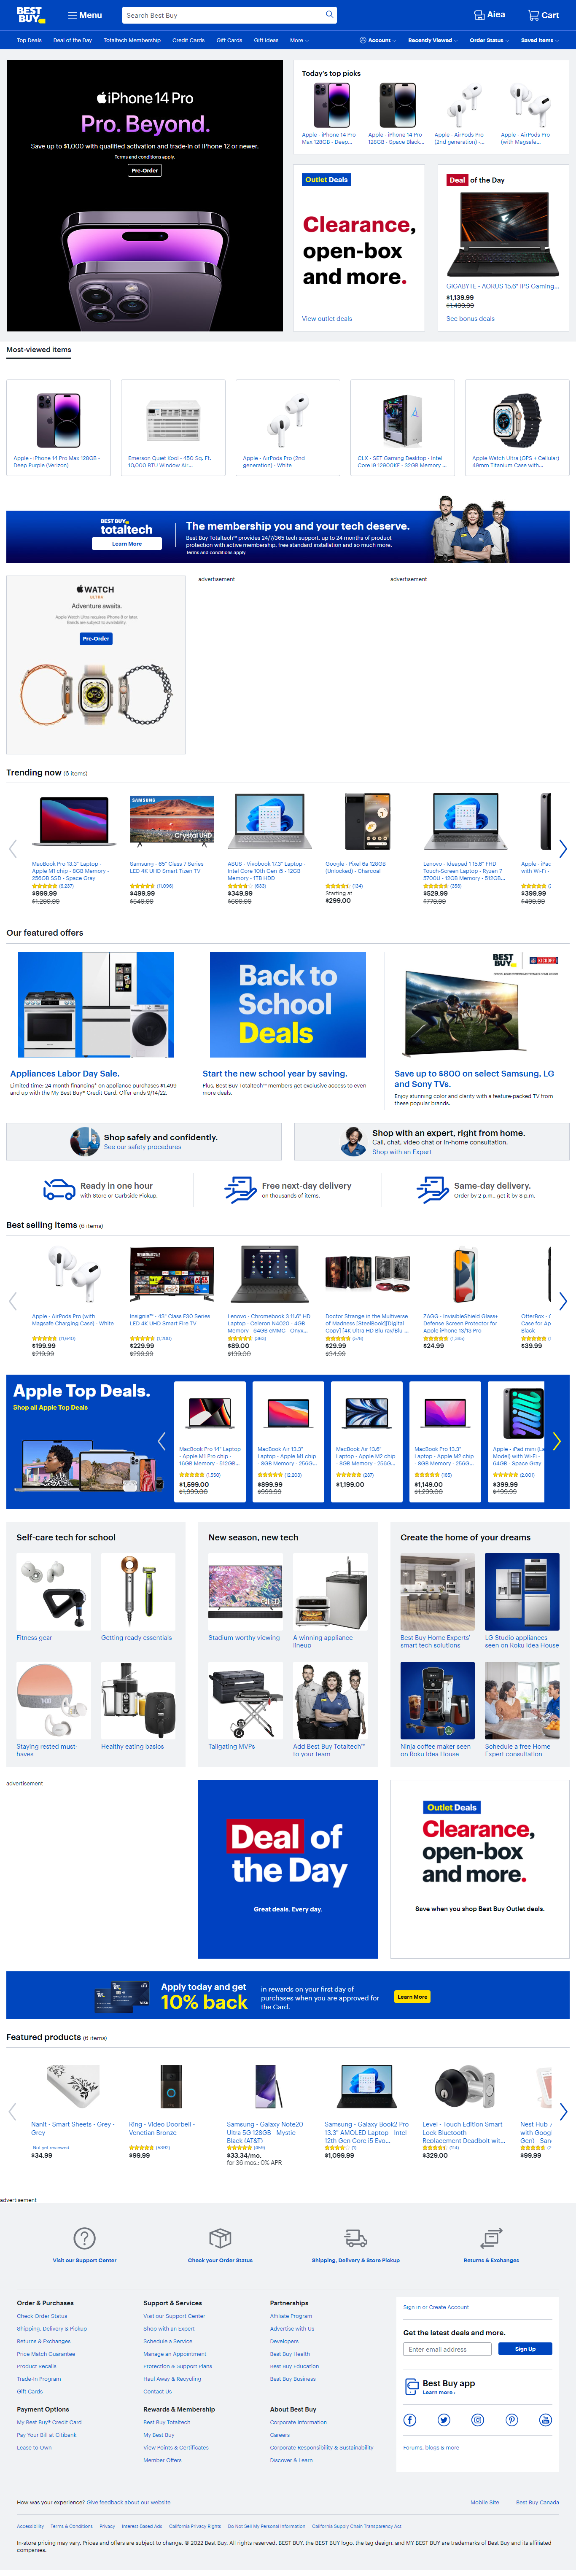 BEST BUY
Menu
Search Best Buy
Aiea
Cart
Top Deals
Deal of the Day
Totaltech Membership
Credit Cards
Gift Cards
Gift Ideas
More
Account
Recently Viewed
Order Status
Saved Items
iPhone 14 Pro
Pro. Beyond.
Save up to $1,000 with qualified activation and trade-in of iPhone 12 or newer.
Terms and conditions apply.
Pre-Order
Today's top picks
Apple - iPhone 14 Pro
Max 128GB - Deep...
Apple - iPhone 14 Pro
128GB - Space Black...
Apple - AirPods Pro
(2nd generation) -...
Apple - AirPods Pro
(with Magsafe...
Outlet Deals
Clearance,
open-box
and more.
View outlet deals
Deal of the Day
GIGABYTE - AORUS 15.6" IPS Gaming...
$1,139.99
$1,499.99
See bonus deals
Most-viewed items
Apple - iPhone 14 Pro Max 128GB -
Deep Purple (Verizon)
Emerson Quiet Kool - 450 Sq. Ft.
10,000 BTU Window Air...
Apple - AirPods Pro (2nd
generation) - White
CLX - SET Gaming Desktop - Intel
Core i9 12900KF - 32GB Memory ...
Apple Watch Ultra (GPS + Cellular)
49mm Titanium Case with...
BEST BUY
totaltech
Learn More
The membership you and your tech deserve.
Best Buy Totaltech™ provides 24/7/365 tech support, up to 24 months of product
protection with active membership, free standard installation and so much more.
Terms and conditions apply.
WATCH
ULTRA
Adventure awaits.
Apple Watch Ultra requires iPhone 8 or later.
Bands are subject to availability.
Pre-Order
advertisement
advertisement
Trending now (6 items)
MacBook Pro 13.3" Laptop -
Apple M1 chip - 8GB Memory -
256GB SSD - Space Gray
(6,237)
$999.99
$1,299.99
SAMSUNG
Crystal UHD
Samsung - 65" Class 7 Series
LED 4K UHD Smart Tizen TV
(11,096)
$499.99
$549.99
ASUS - Vivobook 17.3" Laptop -
Intel Core 10th Gen i5 - 12GB
Memory - 1TB HDD
(633)
$349.99
$699.99
Google - Pixel 6a 128GB
(Unlocked) - Charcoal
(134)
Starting at
$299.00
Lenovo - Ideapad 1 15.6" FHD
Touch-Screen Laptop - Ryzen 7
5700U - 12GB Memory - 512GB...
(359)
$529.99
$779.99
Apple - iPad
with Wi-Fi -
$399.99
$499.99
Our featured offers
Appliances Labor Day Sale.
Limited time: 24 month financing* on appliance purchases $1,499
and up with the My Best Buy® Credit Card. Offer ends 9/14/22.
Back to
School
Deals
Start the new school year by saving.
Plus, Best Buy Totaltech™ members get exclusive access to even
more deals.
BEST BUY
KICKOFF
Save up to $800 on select Samsung, LG
and Sony TVs.
Enjoy stunning color and clarity with a feature-packed TV from
these popular brands.
Shop safely and confidently.
See our safety procedures
Shop with an expert, right from home.
Call, chat, video chat or in-home consultation.
Shop with an Expert
Ready in one hour
with Store or Curbside Pickup.
Free next-day delivery
on thousands of items.
Same-day delivery.
Order by 2 p.m., get it by 8 p.m.
Best selling items (6 items)
Apple - AirPods Pro (with
Magsafe Charging Case) - White
(11,640)
$199.99
$219.99
Insignia™ - 43" Class F30 Series
LED 4K UHD Smart Fire TV
(1,200)
$229.99
$299.99
Lenovo - Chromebook 3 11.6" HD
Laptop - Celeron N4020 - 4GB
Memory - 64GB eMMC - Onyx...
(363)
$89.00
$139.00
Doctor Strange in the Multiverse
of Madness [SteelBook][Digital
Copy] [4K Ultra HD Blu-ray/Blu-...
(578)
$29.99
$34.99
ZAGG - InvisibleShield Glass+
Defense Screen Protector for
Apple iPhone 13/13 Pro
(1,285)
$24.99
OtterBox - 
Case for Ap
Black
$39.99
Apple Top Deals.
Shop all Apple Top Deals
MacBook Pro 14" Laptop
- Apple M1 Pro chip -
16GB Memory - 512GB...
(1,350)
$1,599.00
$1,999.00
MacBook Air 13.3"
Laptop - Apple M1 chip
- 8GB Memory - 256G...
(12,203)
$899.99
$999.99
MacBook Air 13.6"
Laptop - Apple M2 chip
- 8GB Memory - 256G...
(237)
$1,199.00
MacBook Pro 13.3"
Laptop - Apple M2 chip
- 8GB Memory - 256G...
(165)
$1,149.00
$1,299.00
Apple - iPad mini (La
Model) with Wi-Fi -
64GB - Space Gray
(2,001)
$399.99
$499.99
Self-care tech for school
Fitness gear
Getting ready essentials
Staying rested must-
haves
Healthy eating basics
New season, new tech
QLED
Stadium-worthy viewing
A winning appliance
lineup
Tailgating MVPs
Add Best Buy Totaltech™
to your team
Create the home of your dreams
Best Buy Home Experts'
smart tech solutions
LG Studio appliances
seen on Roku Idea House
Ninja coffee maker seen
on Roku Idea House
Schedule a free Home
Expert consultation
advertisement
Deal of
the Day
Great deals. Every day.
Outlet Deals
Clearance,
open-box
and more.
Save when you shop Best Buy Outlet deals.
Apply today and get
10% back
in rewards on your first day of
purchases when you are approved for
the Card.
Learn More
Featured products (6 items)
Nanit - Smart Sheets - Grey -
Grey
Not yet reviewed
$34.99
Ring - Video Doorbell -
Venetian Bronze
$99.99
Samsung - Galaxy Note20
Ultra 5G 128GB - Mystic
Black (AT&T)
(459)
$33.34/mo.
for 36 mos.: 0% APR
Samsung - Galaxy Book2 Pro
13.3" AMOLED Laptop - Intel
12th Gen Core i5 Evo...
(1)
$1,099.99
Level - Touch Edition Smart
Lock Bluetooth
Replacement Deadbolt wit...
(114)
$329.00
Nest Hub 7
with Goog
Gen) - San
$99.99
advertisement
Visit our Support Center
Check your Order Status
Shipping, Delivery & Store Pickup
Returns & Exchanges
Order & Purchases
Check Order Status
Shipping, Delivery & Pickup
Returns & Exchanges
Price Match Guarantee
Product Recalls
Trade-In Program
Gift Cards
Payment Options
My Best Buy® Credit Card
Pay Your Bill at Citibank
Lease to Own
Support & Services
Visit our Support Center
Shop with an Expert
Schedule a Service
Manage an Appointment
Protection & Support Plans
Haul Away & Recycling
Contact Us
Rewards & Membership
Best Buy Totaltech
My Best Buy
View Points & Certificates
Member Offers
Partnerships
Affiliate Program
Advertise with Us
Developers
Best Buy Health
Best Buy Education
Best Buy Business
About Best Buy
Corporate Information
Careers
Corporate Responsibility & Sustainability
Discover & Learn
Sign in or Create Account
Get the latest deals and more.
Enter email address
Sign Up
Best Buy app
Learn more ›
Forums, blogs & more
How was your experience? Give feedback about our website
Mobile Site
Best Buy Canada
Accessibility
Terms & Conditions
Privacy
Interest-Based Ads
California Privacy Rights
Do Not Sell My Personal Information
California Supply Chain Transparency Act
In-store pricing may vary. Prices and offers are subject to change. © 2022 Best Buy. All rights reserved. BEST BUY, the BEST BUY logo, the tag design, and MY BEST BUY are trademarks of Best Buy and its affiliated
companies.